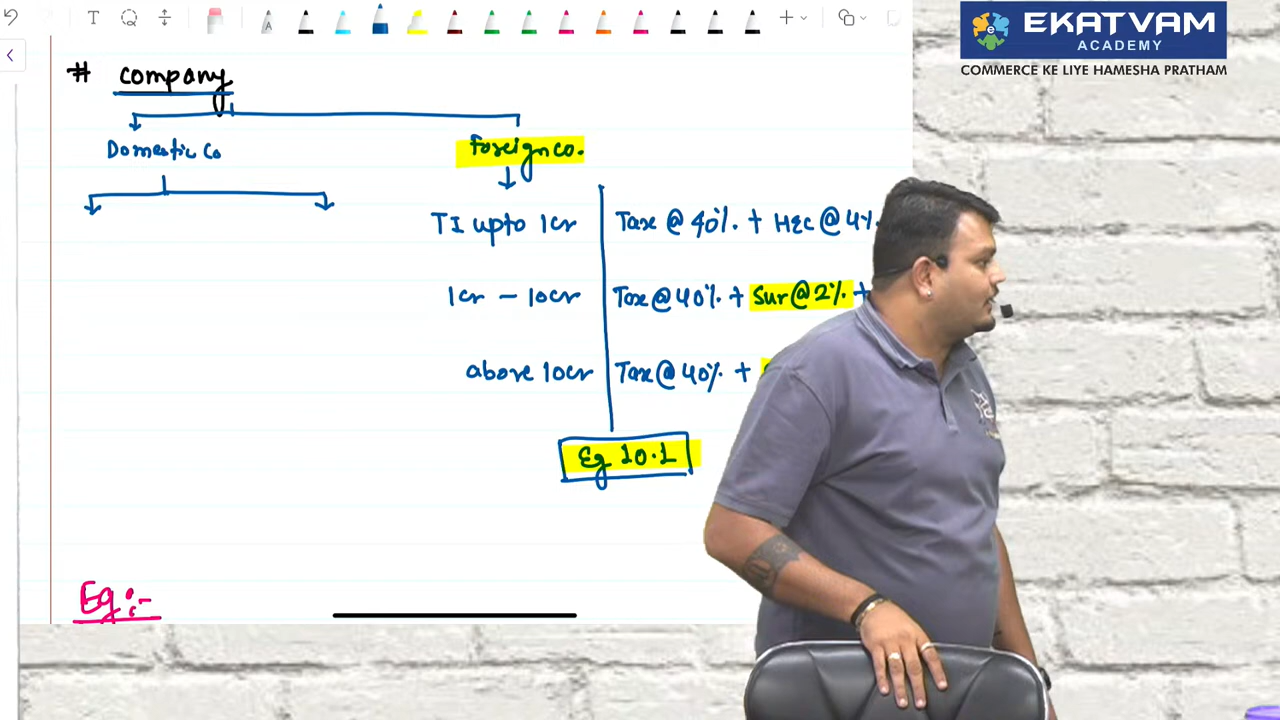 EKATVAM
ACADEMY
COMMERCE KE LIYE HAMESHA PRATHAM
# Company
Domestic Co
Foreign co.
TI upto 1cr Tax @ 40%. + H&C @ 4%.
1cr – 10cr Tax @ 40%. + Sur @ 2%. +
above 10cr Tax @ 40%. +
Eg 10.1
Eg:-